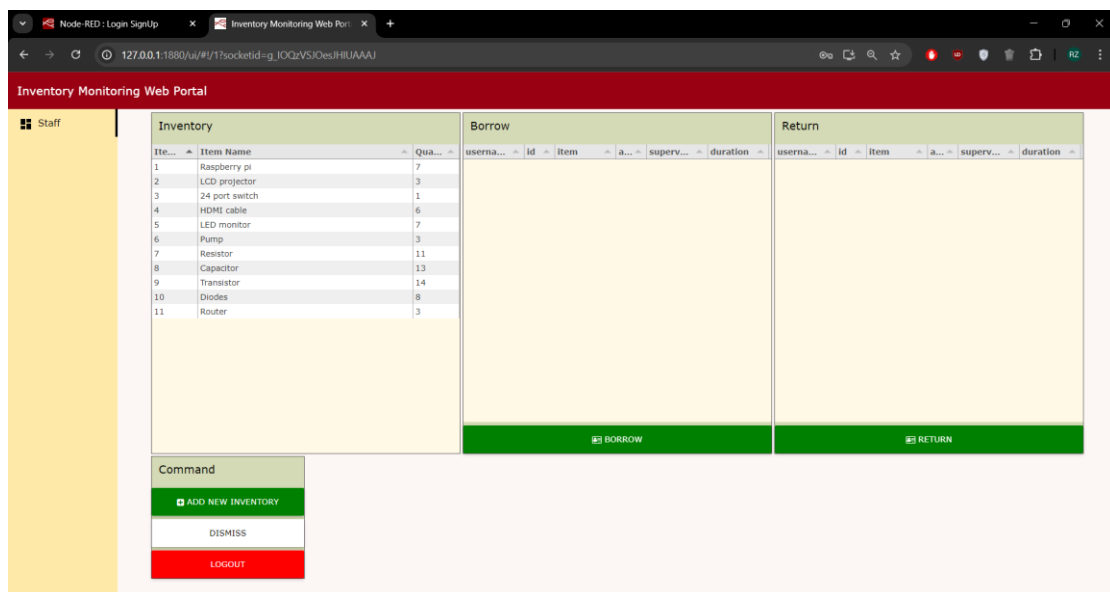 Node-RED : Login SignUp
Inventory Monitoring Web Port
127.0.0.1:1880/ui/#!/1?socketid=g_IOQzVSJOesJHIUAAAJ
RZ
Inventory Monitoring Web Portal
Staff
Inventory
Ite... Item Name Qua...
1 Raspberry pi 7
2 LCD projector 3
3 24 port switch 1
4 HDMI cable 6
5 LED monitor 7
6 Pump 3
7 Resistor 11
8 Capacitor 13
9 Transistor 14
10 Diodes 8
11 Router 3
Borrow
userna... id item a... superv... duration
BORROW
Return
userna... id item a... superv... duration
RETURN
Command
ADD NEW INVENTORY
DISMISS
LOGOUT